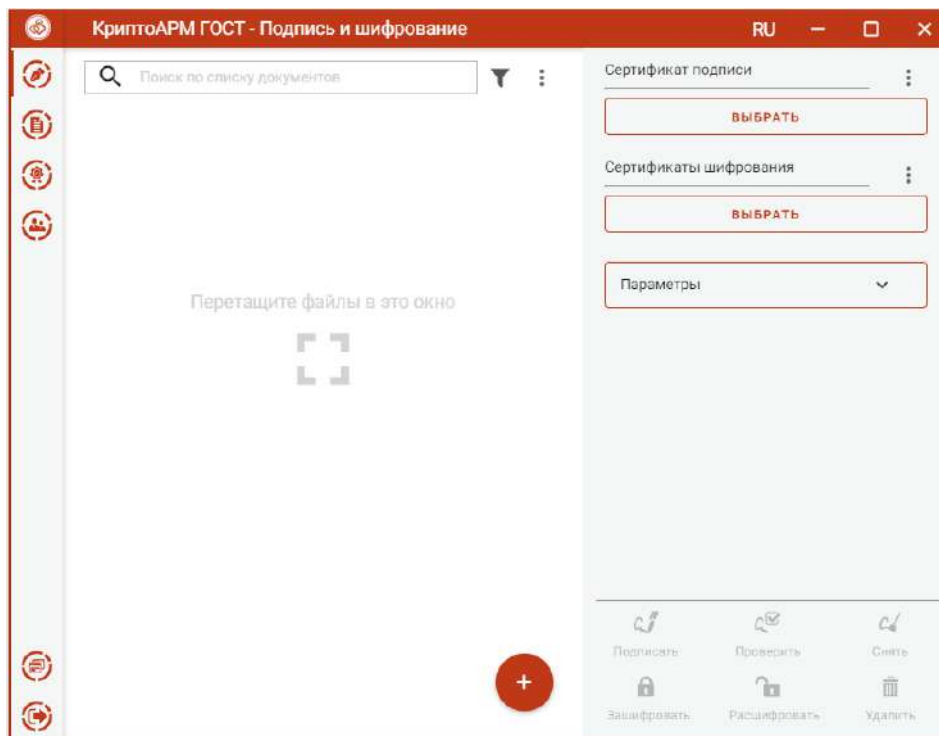 КриптоАРМ ГОСТ - Подпись и шифрование
RU
Поиск по списку документов
Перетащите файлы в это окно
+
Сертификат подписи
ВЫБРАТЬ
Сертификаты шифрования
ВЫБРАТЬ
Параметры
Подписать Проверить Снять
Зашифровать Расшифровать Удалить